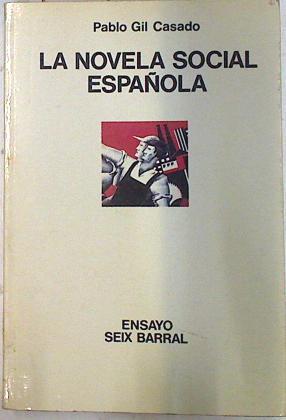 Pablo Gil Casado
LA NOVELA SOCIAL
ESPAÑOLA
ENSAYO
SEIX BARRAL